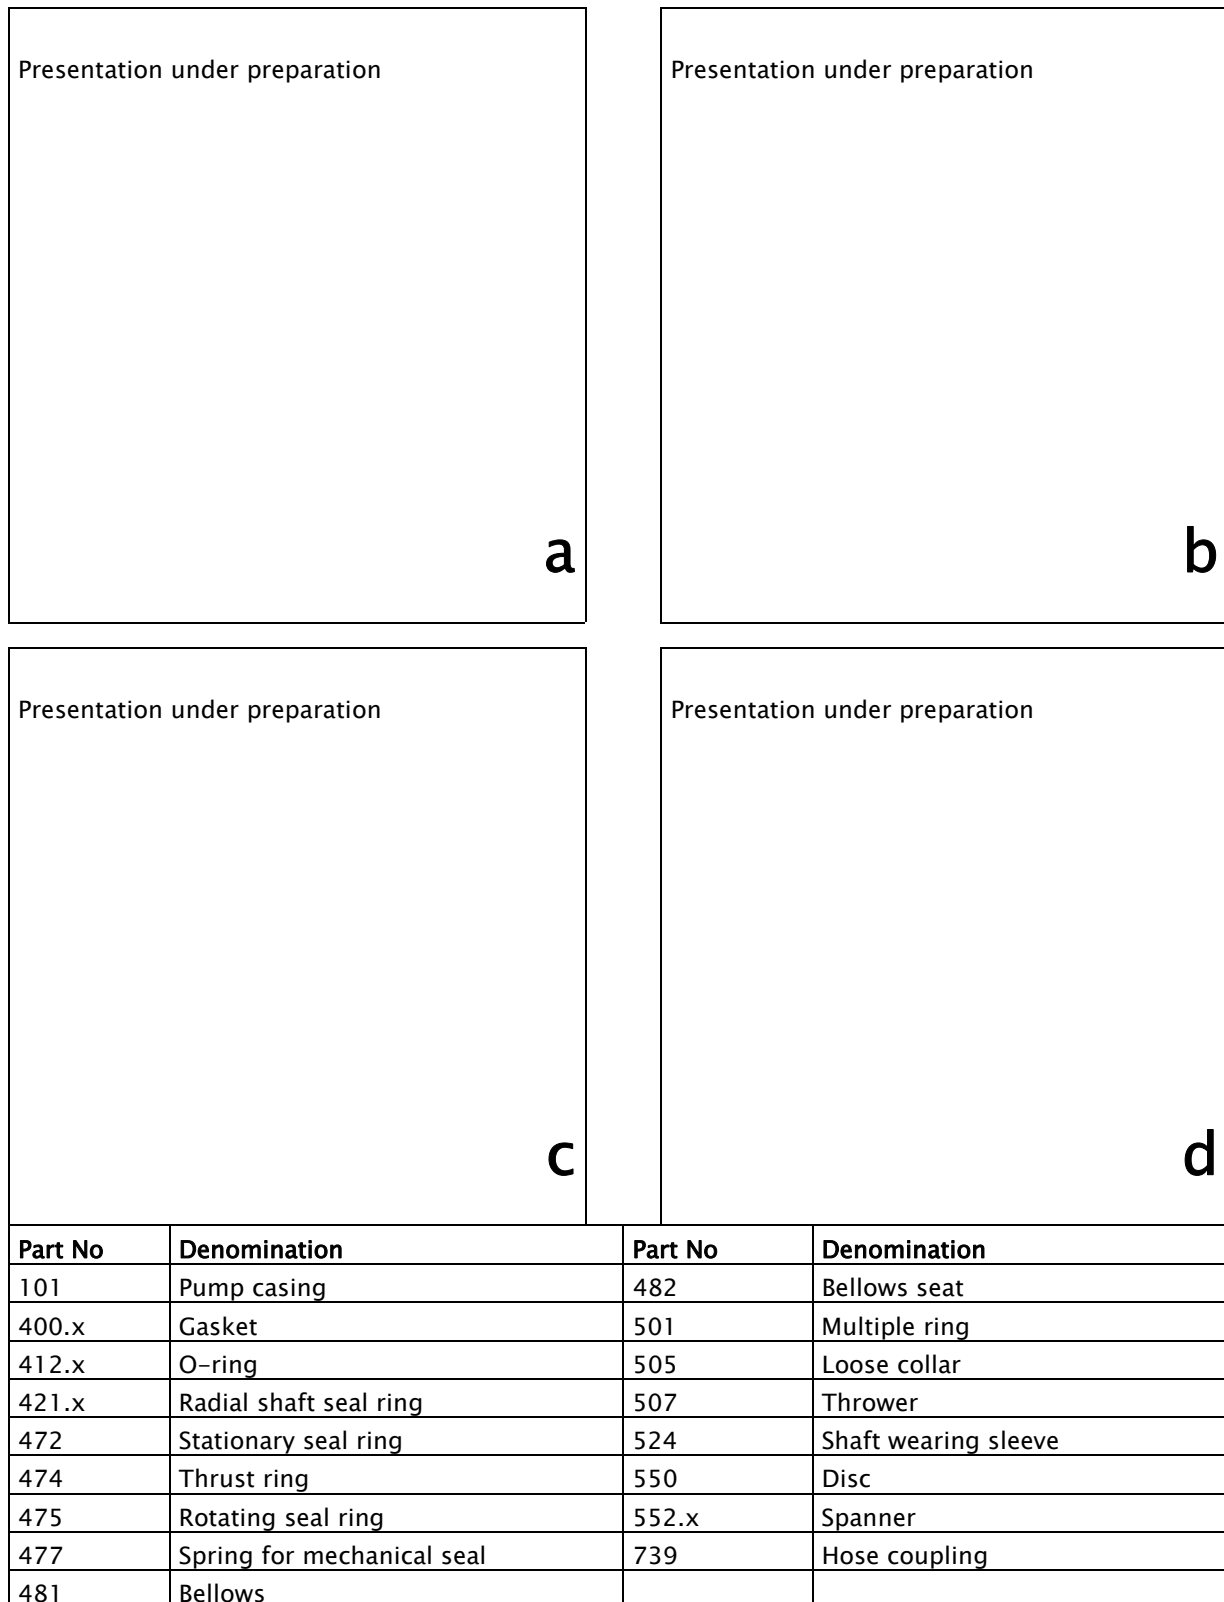 Presentation under preparation
a
Presentation under preparation
b
Presentation under preparation
c
Presentation under preparation
d
Part No Denomination Part No Denomination
101 Pump casing 482 Bellows seat
400.x Gasket 501 Multiple ring
412.x O-ring 505 Loose collar
421.x Radial shaft seal ring 507 Thrower
472 Stationary seal ring 524 Shaft wearing sleeve
474 Thrust ring 550 Disc
475 Rotating seal ring 552.x Spanner
477 Spring for mechanical seal 739 Hose coupling
481 Bellows